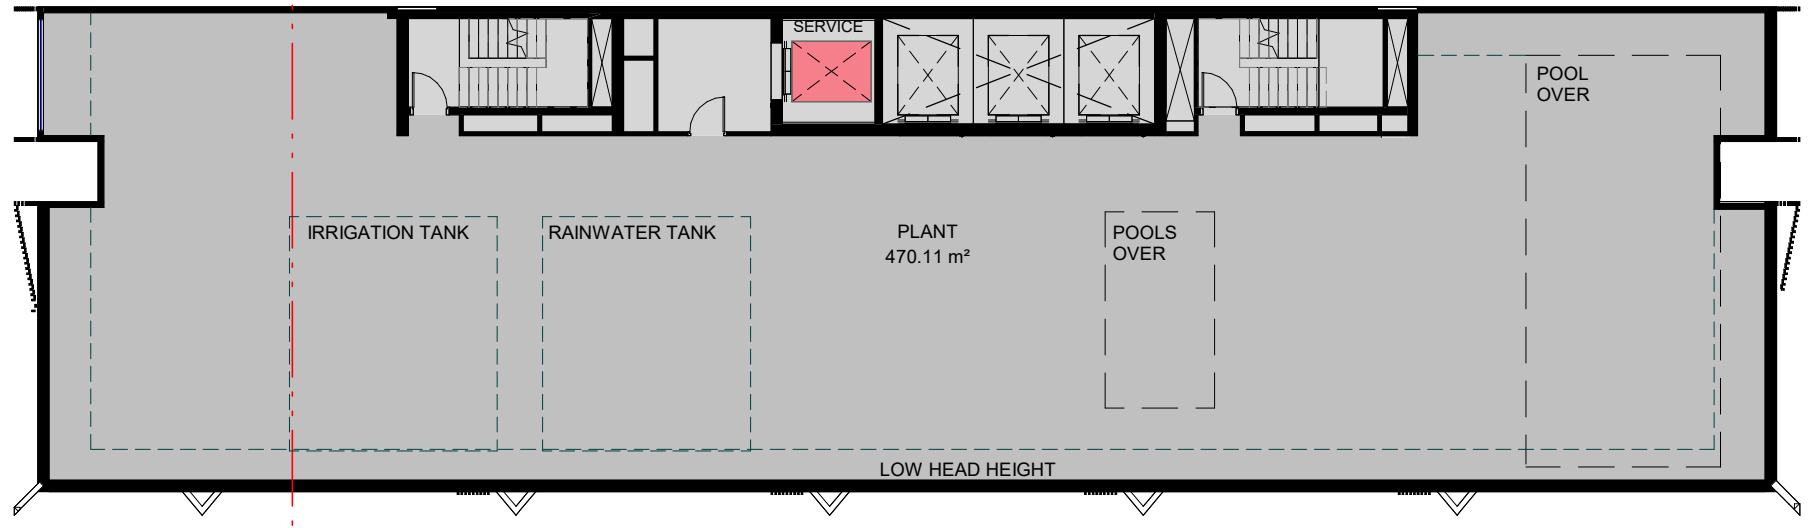 SERVICE
POOL
OVER
IRRIGATION TANK
RAINWATER TANK
PLANT
470.11 m²
POOLS
OVER
LOW HEAD HEIGHT